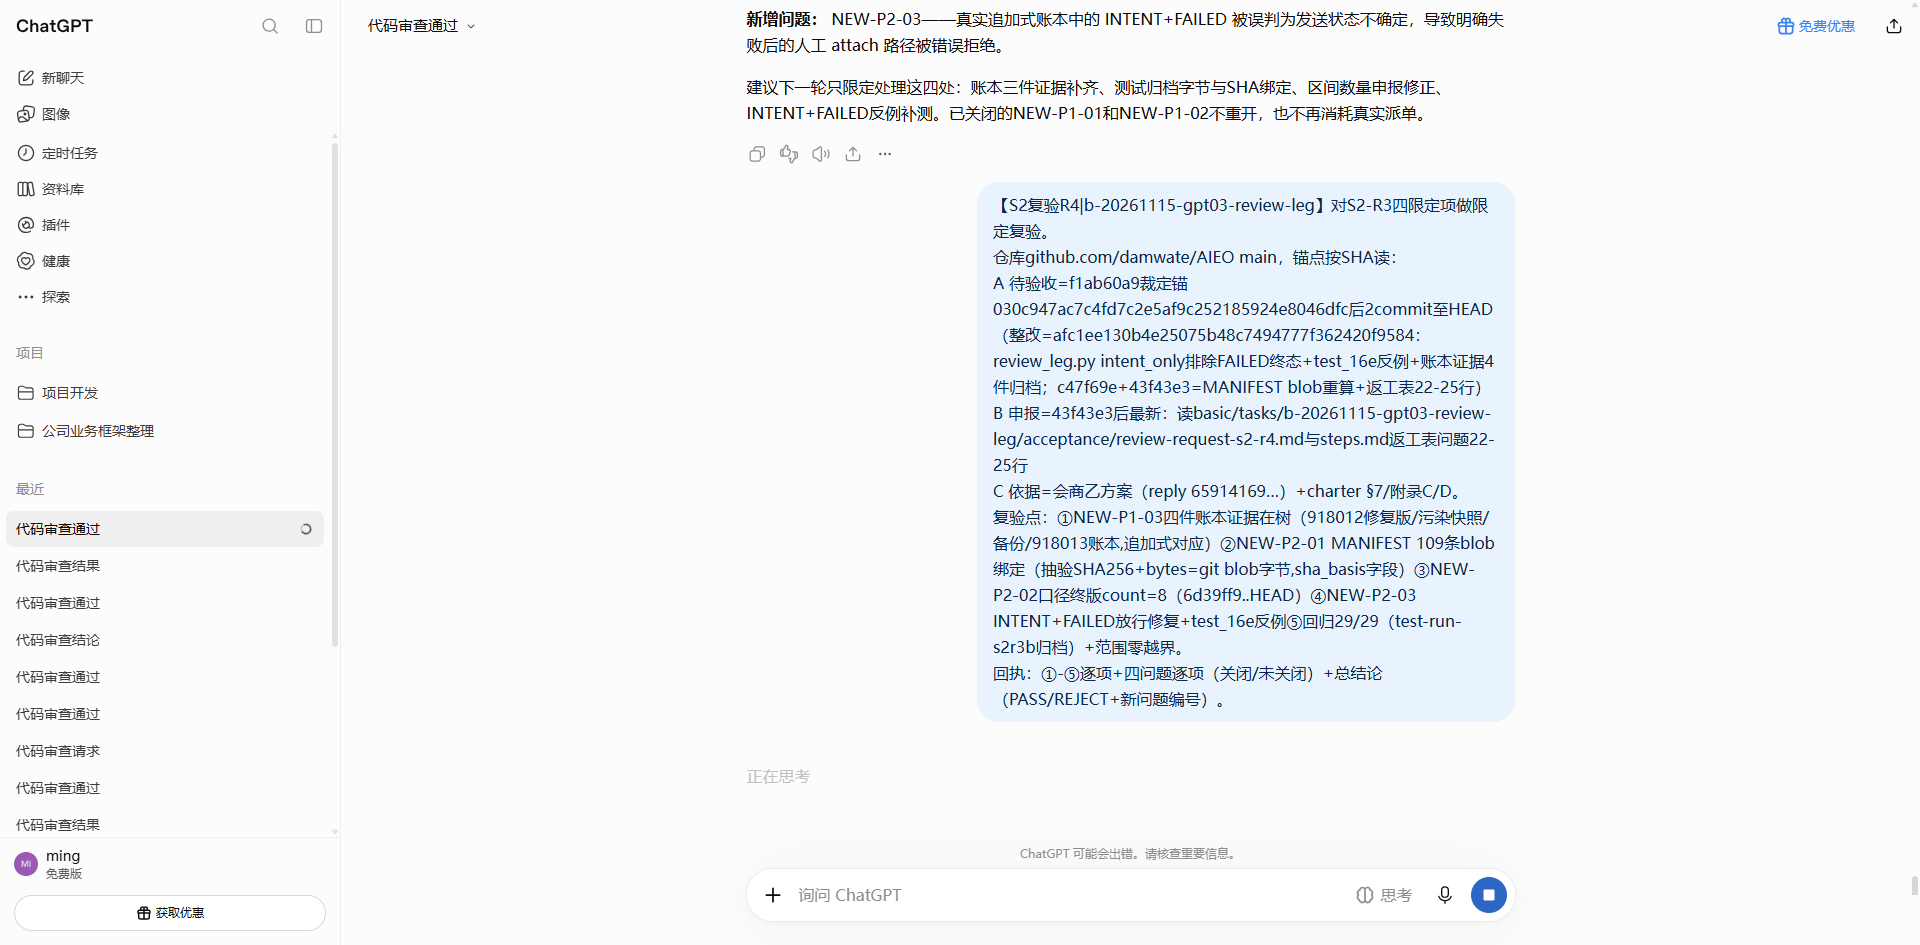 ChatGPT
新聊天
图像
定时任务
资料库
插件
健康
探索
项目
项目开发
公司业务框架整理
最近
代码审查通过
代码审查结果
代码审查通过
代码审查结论
代码审查通过
代码审查通过
代码审查请求
代码审查通过
代码审查结果
MI
ming
免费版
获取优惠
代码审查通过
免费优惠
新增问题： NEW-P2-03——真实追加式账本中的 INTENT+FAILED 被误判为发送状态不确定，导致明确失
败后的人工 attach 路径被错误拒绝。
建议下一轮只限定处理这四处：账本三件证据补齐、测试归档字节与SHA绑定、区间数量申报修正、
INTENT+FAILED反例补测。已关闭的NEW-P1-01和NEW-P1-02不重开，也不再消耗真实派单。
【S2复验R4|b-20261115-gpt03-review-leg】对S2-R3四限定项做限
定复验。
仓库github.com/damwate/AIEO main，锚点按SHA读：
A 待验收=f1ab60a9裁定锚
030c947ac7c4fd7c2e5af9c252185924e8046dfc后2commit至HEAD
（整改=afc1ee130b4e25075b48c7494777f362420f9584：
review_leg.py intent_only排除FAILED终态+test_16e反例+账本证据4
件归档；c47f69e+43f43e3=MANIFEST blob重算+返工表22-25行）
B 申报=43f43e3后最新：读basic/tasks/b-20261115-gpt03-review-
leg/acceptance/review-request-s2-r4.md与steps.md返工表问题22-
25行
C 依据=会商乙方案（reply 65914169...）+charter §7/附录C/D。
复验点：①NEW-P1-03四件账本证据在树（918012修复版/污染快照/
备份/918013账本,追加式对应）②NEW-P2-01 MANIFEST 109条blob
绑定（抽验SHA256+bytes=git blob字节,sha_basis字段）③NEW-
P2-02口径终版count=8（6d39ff9..HEAD）④NEW-P2-03
INTENT+FAILED放行修复+test_16e反例⑤回归29/29（test-run-
s2r3b归档）+范围零越界。
回执：①-⑤逐项+四问题逐项（关闭/未关闭）+总结论
（PASS/REJECT+新问题编号）。
正在思考
ChatGPT 可能会出错。请核查重要信息。
询问 ChatGPT
思考